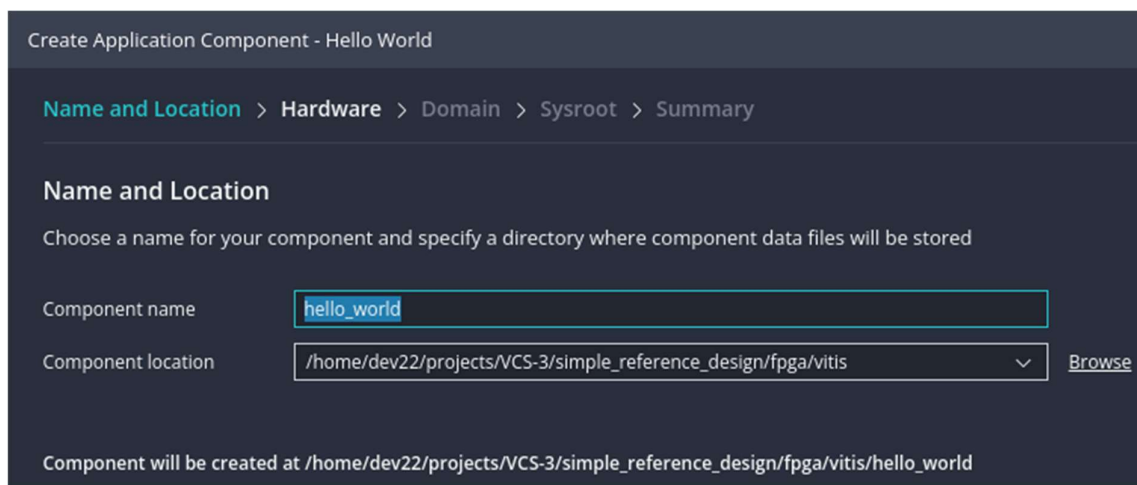 Create Application Component - Hello World
Name and Location > Hardware > Domain > Sysroot > Summary
Name and Location
Choose a name for your component and specify a directory where component data files will be stored
Component name hello_world
Component location /home/dev22/projects/VCS-3/simple_reference_design/fpga/vitis Browse
Component will be created at /home/dev22/projects/VCS-3/simple_reference_design/fpga/vitis/hello_world